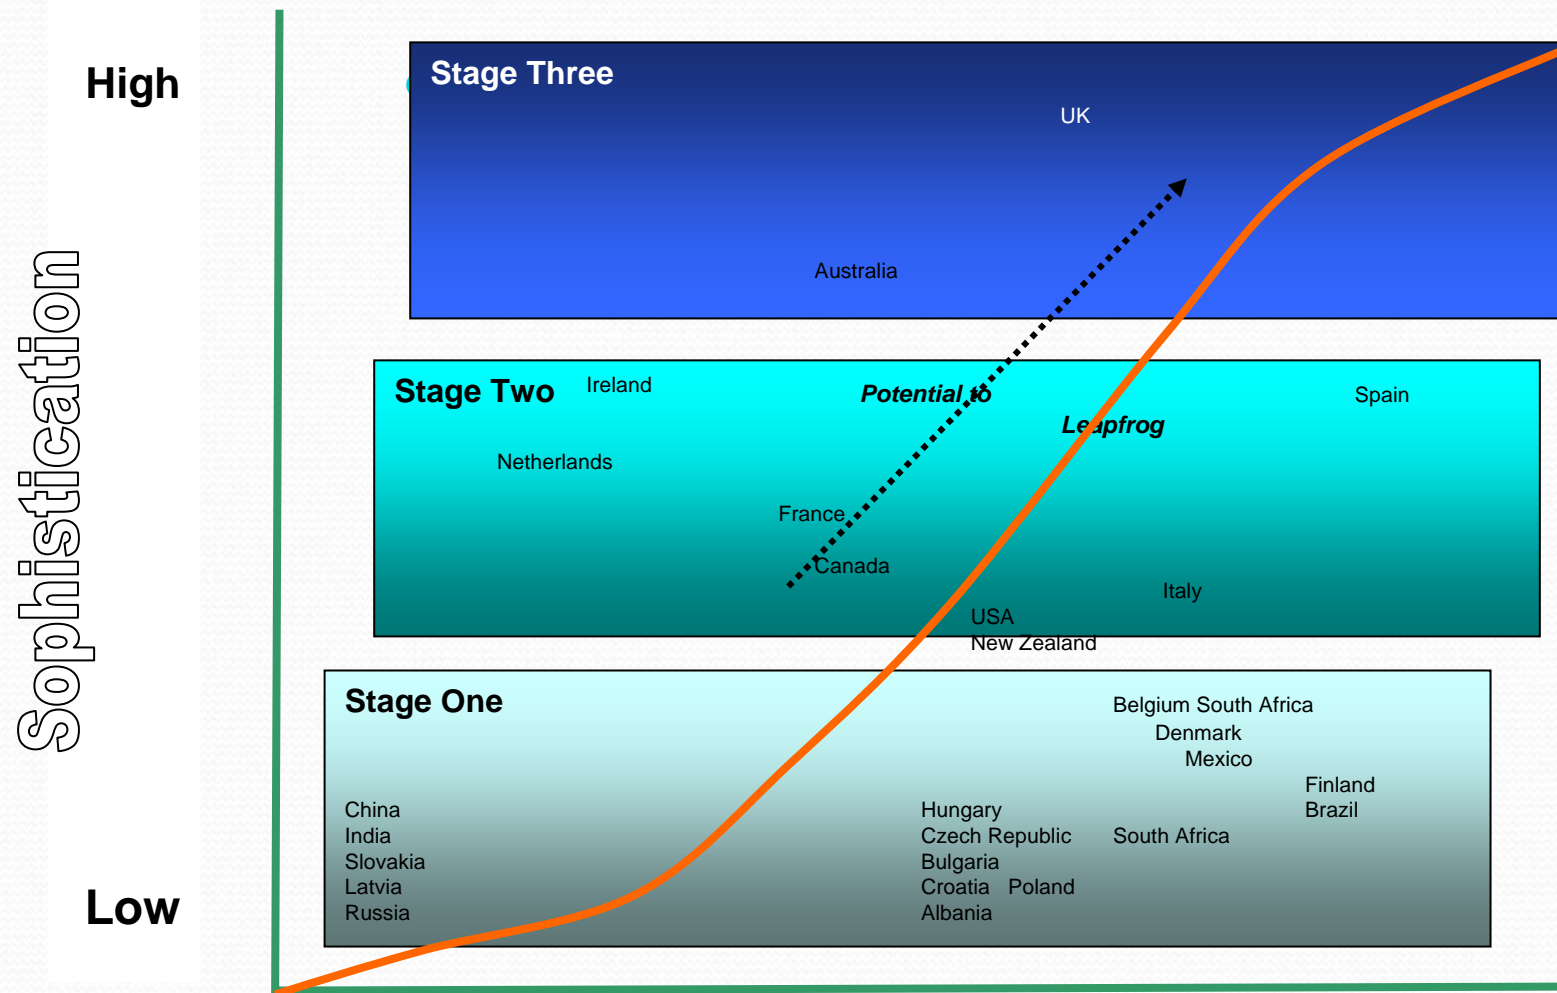 High
Stage Three
UK
Australia
Sophistication
Stage Two
Ireland
Potential to
Spain
Leapfrog
Netherlands
France
Canada
Italy
USA
New Zealand
Stage One
Belgium South Africa
Denmark
Mexico
Finland
China
Hungary
Brazil
India
Czech Republic
South Africa
Slovakia
Bulgaria
Latvia
Croatia Poland
Russia
Albania
Low